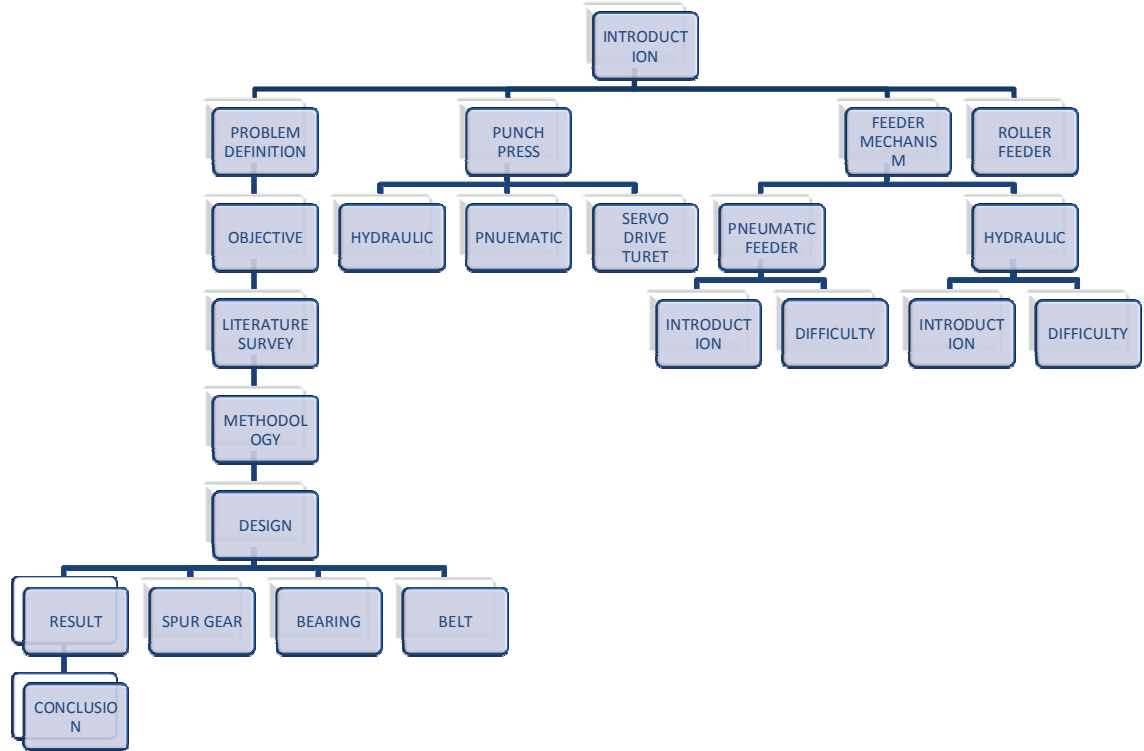 INTRODUCT
ION
PROBLEM
DEFINITION
PUNCH
PRESS
FEEDER
MECHANIS
M
ROLLER
FEEDER
OBJECTIVE
HYDRAULIC
PNUEMATIC
SERVO
DRIVE
TURET
PNEUMATIC
FEEDER
HYDRAULIC
LITERATURE
SURVEY
INTRODUCT
ION
DIFFICULTY
INTRODUCT
ION
DIFFICULTY
METHODOL
OGY
DESIGN
RESULT
SPUR GEAR
BEARING
BELT
CONCLUSIO
N